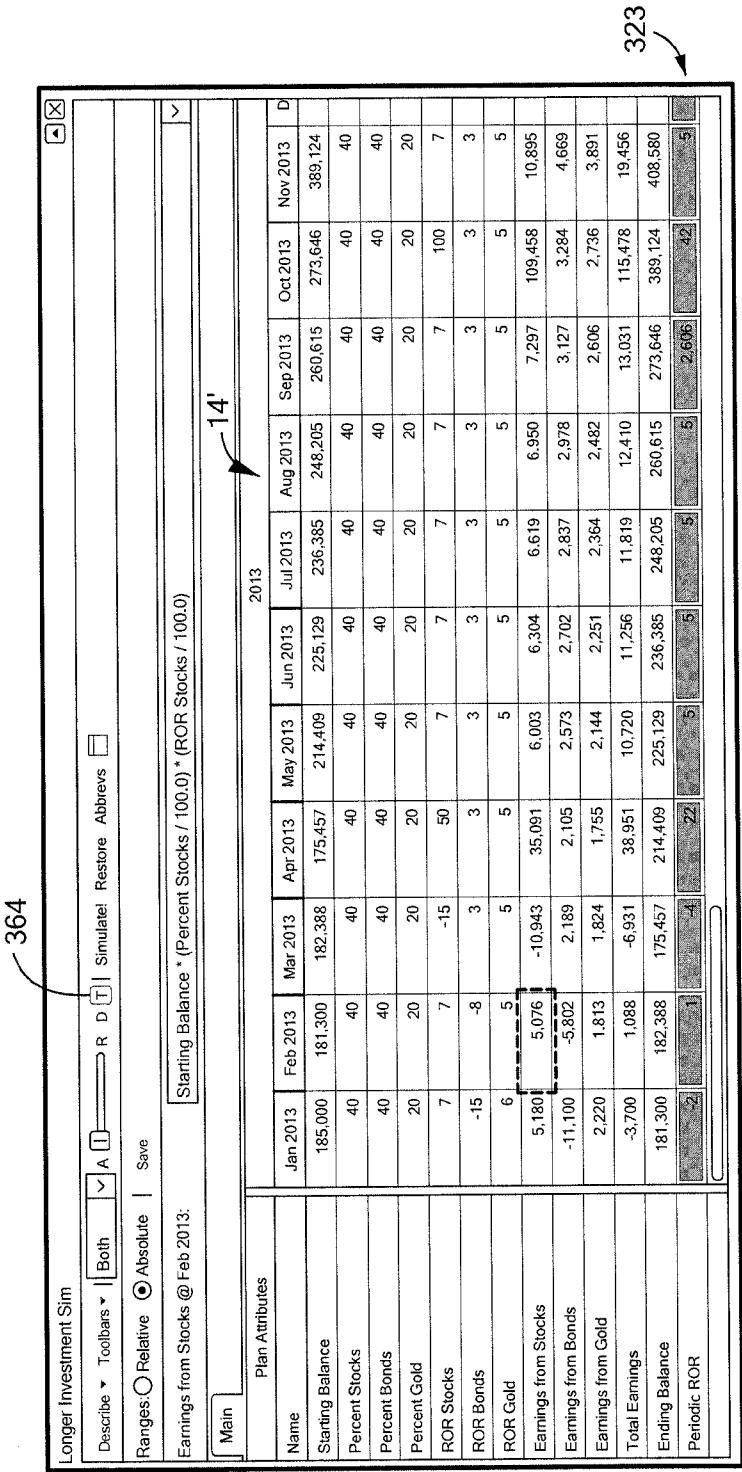 364
323
14'
Longer Investment Sim
Describe ▾ Toolbars ▾ | Both A R D T | Simulate! Restore Abbrevs
Ranges: Relative Absolute | Save
Earnings from Stocks @ Feb 2013: Starting Balance * (Percent Stocks / 100.0) * (ROR Stocks / 100.0)
Main
Plan Attributes 2013
Name Jan 2013 Feb 2013 Mar 2013 Apr 2013 May 2013 Jun 2013 Jul 2013 Aug 2013 Sep 2013 Oct 2013 Nov 2013 D
Starting Balance 185,000 181,300 182,388 175,457 214,409 225,129 236,385 248,205 260,615 273,646 389,124
Percent Stocks 40 40 40 40 40 40 40 40 40 40 40
Percent Bonds 40 40 40 40 40 40 40 40 40 40 40
Percent Gold 20 20 20 20 20 20 20 20 20 20 20
ROR Stocks 7 7 -15 50 7 7 7 7 7 100 7
ROR Bonds -15 -8 3 3 3 3 3 3 3 3 3
ROR Gold 6 5 5 5 5 5 5 5 5 5 5
Earnings from Stocks 5,180 5,076 -10,943 35,091 6,003 6,304 6.619 6.950 7,297 109,458 10,895
Earnings from Bonds -11,100 -5,802 2,189 2,105 2,573 2,702 2,837 2,978 3,127 3,284 4,669
Earnings from Gold 2,220 1,813 1,824 1,755 2,144 2,251 2,364 2,482 2,606 2,736 3,891
Total Earnings -3,700 1,088 -6,931 38,951 10,720 11,256 11,819 12,410 13,031 115,478 19,456
Ending Balance 181,300 182,388 175,457 214,409 225,129 236,385 248,205 260,615 273,646 389,124 408,580
Periodic ROR -2 1 -4 22 5 5 5 5 2,606 42 5